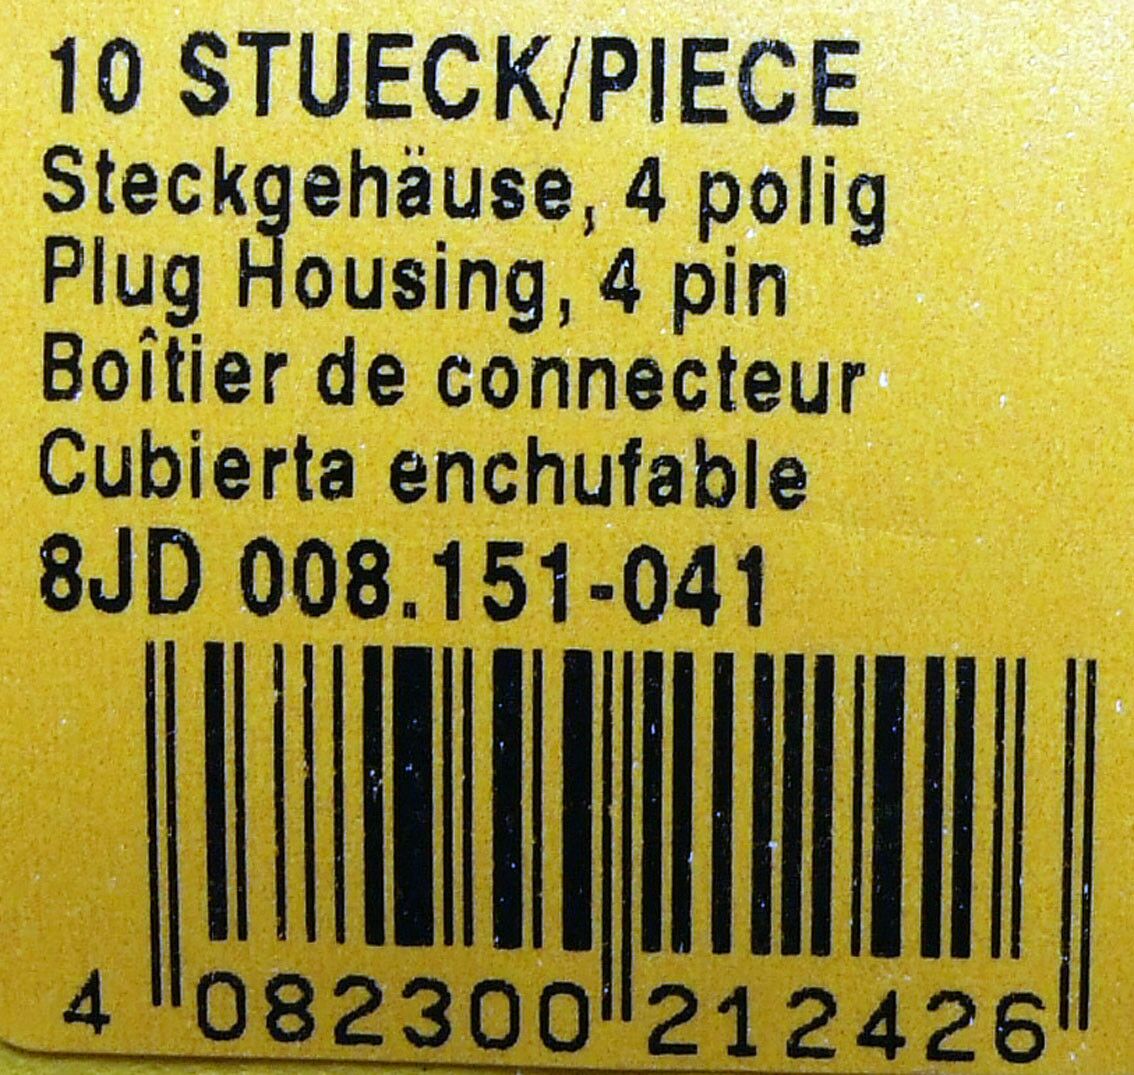 10 STUECK/PIECE
Steckgehäuse, 4 polig
Plug Housing, 4 pin
Boîtier de connecteur
Cubierta enchufable
8JD 008.151-041
4 082300 212426